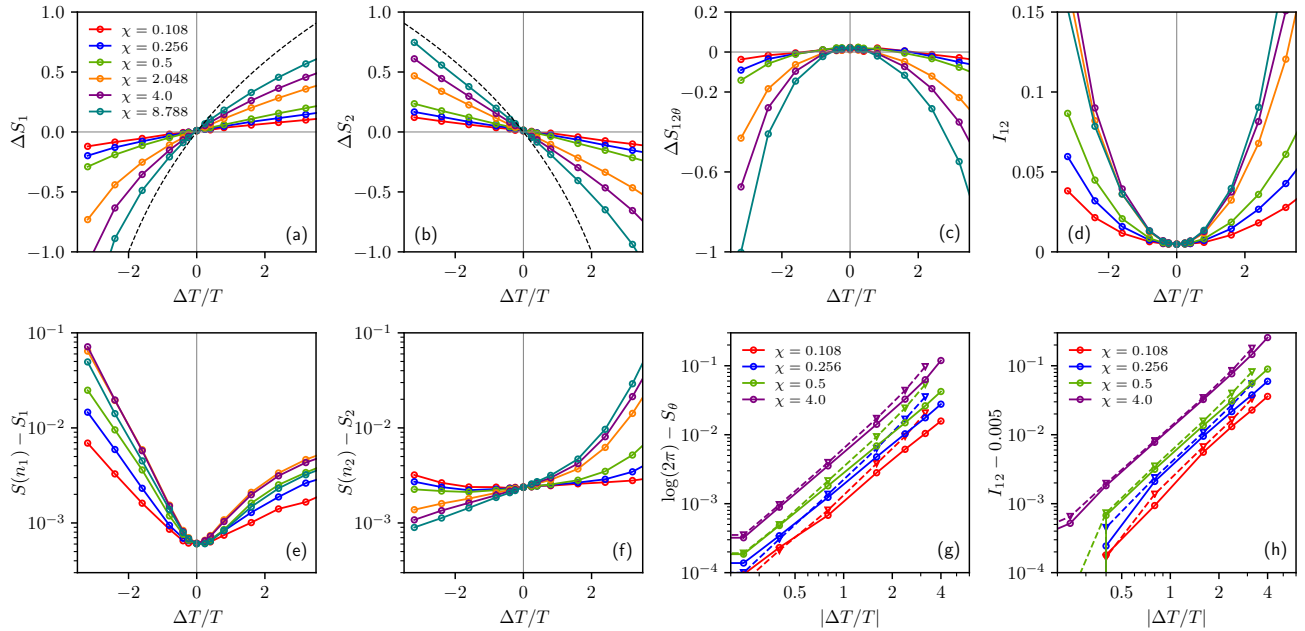 1.0
0.5
0.0
−0.5
−1.0
ΔS₁
χ = 0.108
χ = 0.256
χ = 0.5
χ = 2.048
χ = 4.0
χ = 8.788
(a)
−2
0
2
ΔT/T
1.0
0.5
0.0
−0.5
−1.0
ΔS₂
(b)
−2
0
2
ΔT/T
0.2
0
−0.2
−0.6
−1
ΔS₁₂θ
(c)
−2
0
2
ΔT/T
0.15
0.1
0.05
0
I₁₂
(d)
−2
0
2
ΔT/T
10⁻¹
10⁻²
10⁻³
S(n₁) − S₁
(e)
−2
0
2
ΔT/T
10⁻¹
10⁻²
10⁻³
S(n₂) − S₂
(f)
−2
0
2
ΔT/T
10⁻¹
10⁻²
10⁻³
10⁻⁴
log(2π) − Sθ
χ = 0.108
χ = 0.256
χ = 0.5
χ = 4.0
(g)
0.5
1
2
4
|ΔT/T|
10⁻¹
10⁻²
10⁻³
10⁻⁴
I₁₂ − 0.005
χ = 0.108
χ = 0.256
χ = 0.5
χ = 4.0
(h)
0.5
1
2
4
|ΔT/T|